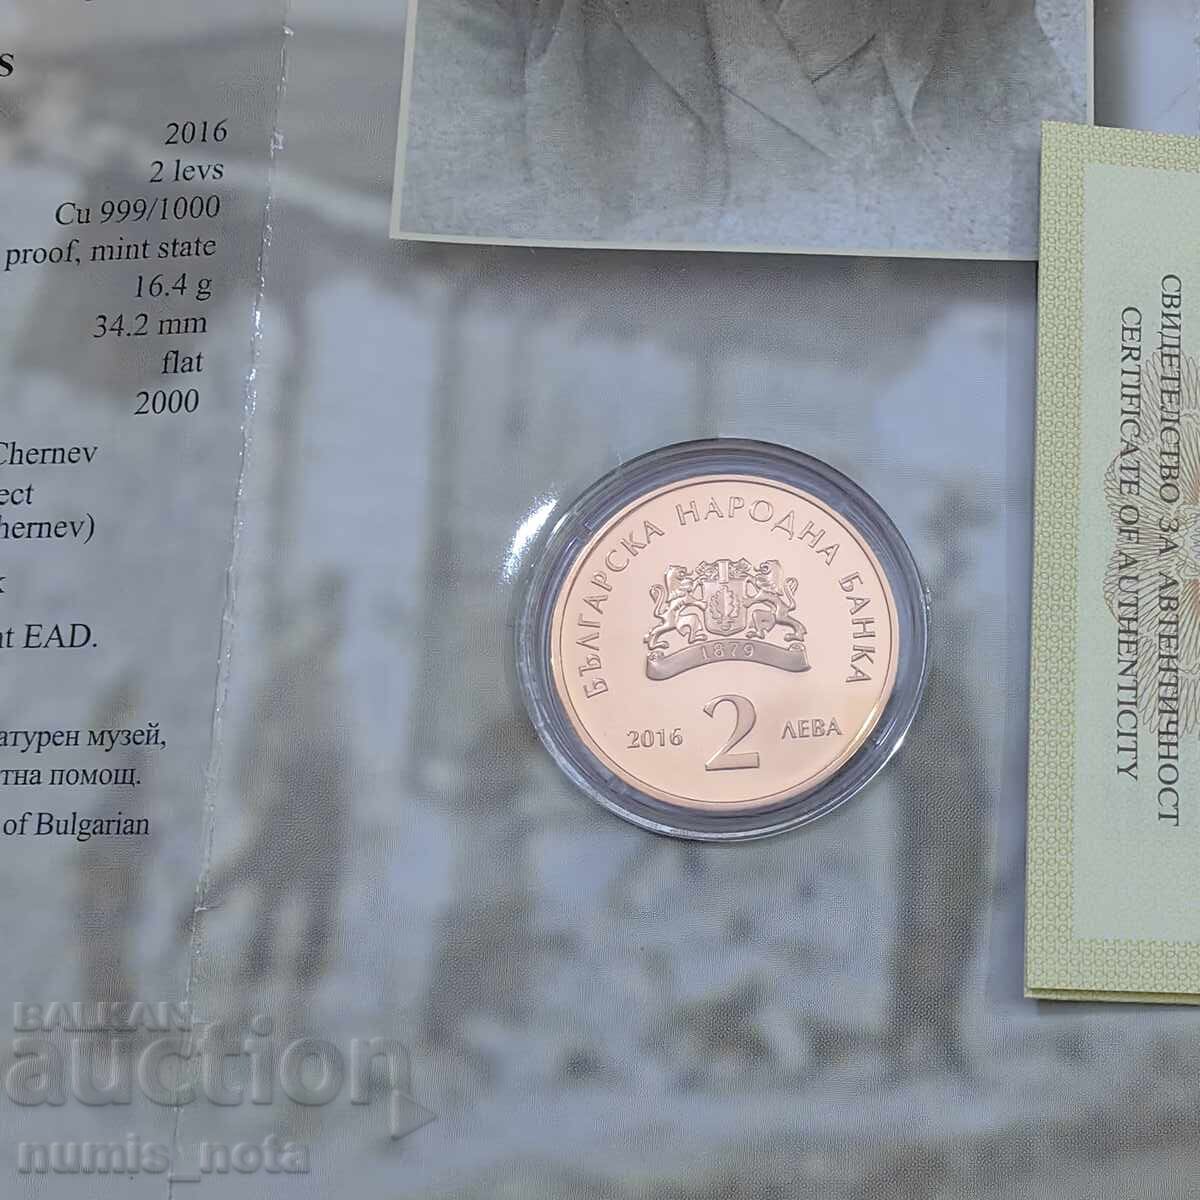 s
2016
2 levs
Cu 999/1000
proof, mint state
16.4 g
34.2 mm
flat
2000
Chernev
ect
hernev)
k
nt EAD.
атурен музей,
тна помощ.
of Bulgarian
БЪЛГАРСКА НАРОДНА БАНКА
1879
2016 2 ЛЕВА
СВИДЕТЕЛСТВО ЗА АВТЕНТИЧНОСТ
CERTIFICATE OF AUTHENTICITY
BALKAN
auction
numis_nota